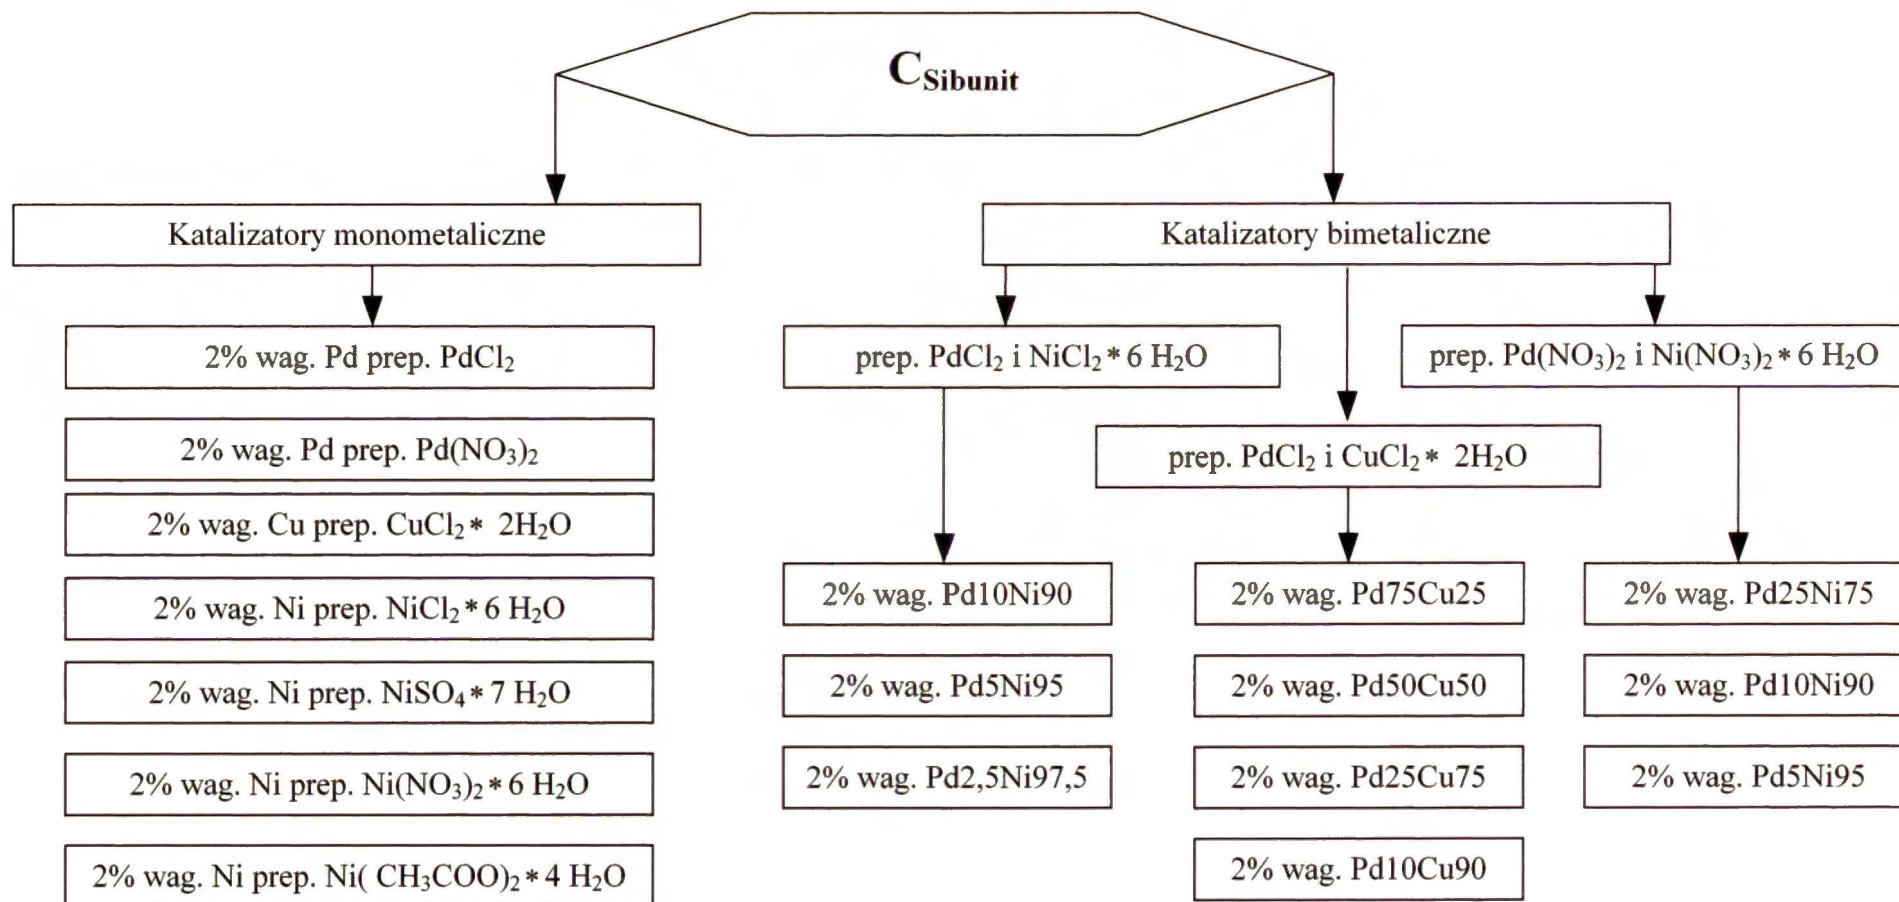 C Sibunit
Katalizatory monometaliczne
2% wag. Pd prep. PdCl₂
2% wag. Pd prep. Pd(NO₃)₂
2% wag. Cu prep. CuCl₂* 2H₂O
2% wag. Ni prep. NiCl₂*6 H₂O
2% wag. Ni prep. NiSO₄*7 H₂O
2% wag. Ni prep. Ni(NO₃)₂*6 H₂O
2% wag. Ni prep. Ni( CH₃COO)₂*4 H₂O
Katalizatory bimetaliczne
prep. PdCl₂ i NiCl₂*6 H₂O
2% wag. Pd10Ni90
2% wag. Pd5Ni95
2% wag. Pd2,5Ni97,5
prep. PdCl₂ i CuCl₂* 2H₂O
2% wag. Pd75Cu25
2% wag. Pd50Cu50
2% wag. Pd25Cu75
2% wag. Pd10Cu90
prep. Pd(NO₃)₂ i Ni(NO₃)₂*6 H₂O
2% wag. Pd25Ni75
2% wag. Pd10Ni90
2% wag. Pd5Ni95